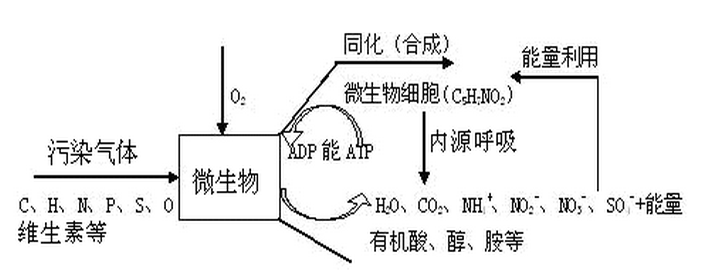 同化（合成）
能量利用
O₂
微生物细胞(C₅H₇NO₂)
污染气体
ADP 能 ATP
内源呼吸
微生物
C、H、N、P、S、O
H₂O、CO₂、NH₄⁺、NO₂⁻、NO₃⁻、SO₄⁻+能量
维生素等
有机酸、醇、胺等